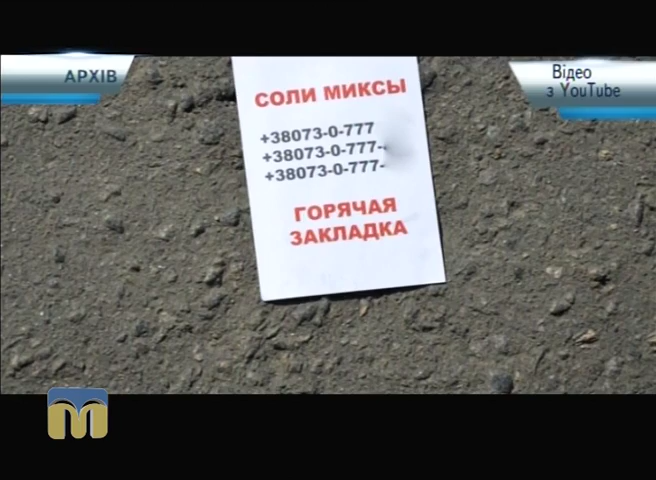 АРХІВ
Відео
з YouTube
СОЛИ МИКСЫ
+38073-0-777
+38073-0-777-
+38073-0-777-
ГОРЯЧАЯ
ЗАКЛАДКА